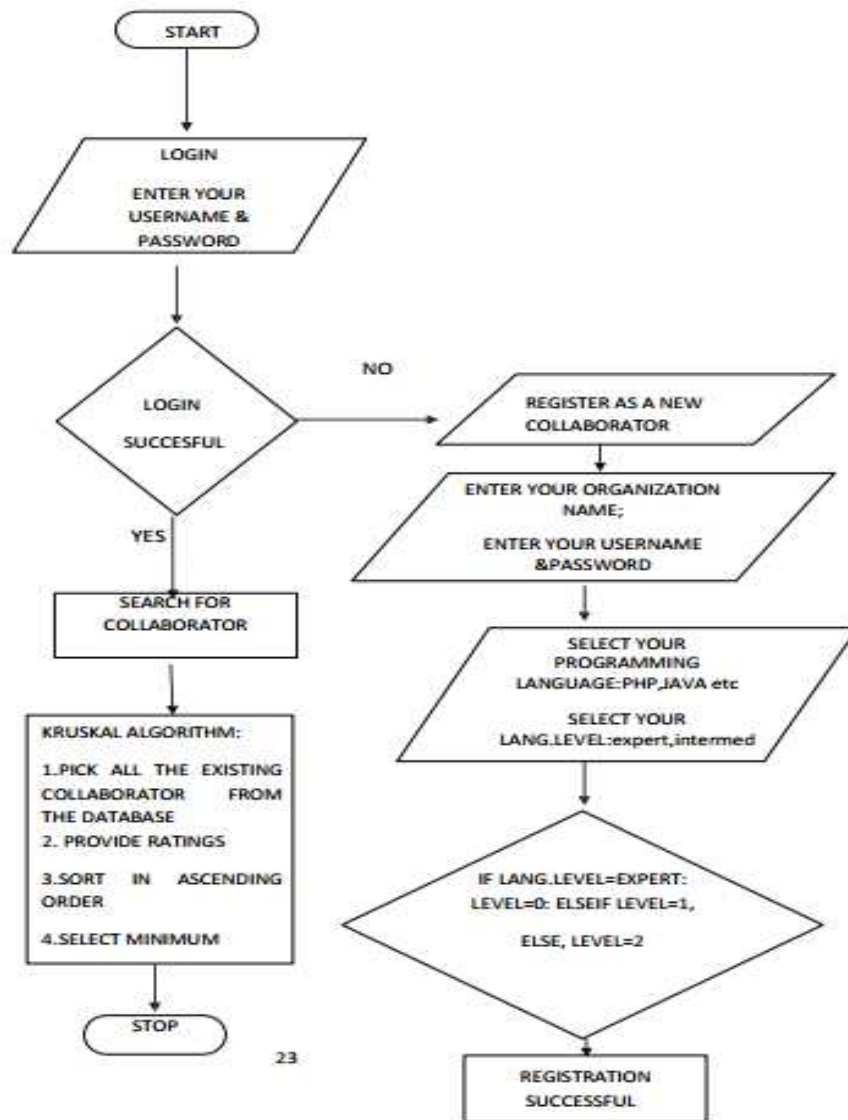 START
LOGIN
ENTER YOUR
USERNAME &
PASSWORD
LOGIN
SUCCESFUL
NO
YES
REGISTER AS A NEW
COLLABORATOR
ENTER YOUR ORGANIZATION
NAME;
ENTER YOUR USERNAME
&PASSWORD
SELECT YOUR
PROGRAMMING
LANGUAGE:PHP,JAVA etc
SELECT YOUR
LANG.LEVEL:expert,intermed
IF LANG.LEVEL=EXPERT:
LEVEL=0: ELSEIF LEVEL=1,
ELSE, LEVEL=2
REGISTRATION
SUCCESSFUL
SEARCH FOR
COLLABORATOR
KRUSKAL ALGORITHM:
1.PICK ALL THE EXISTING
COLLABORATOR FROM
THE DATABASE
2. PROVIDE RATINGS
3.SORT IN ASCENDING
ORDER
4.SELECT MINIMUM
STOP
23